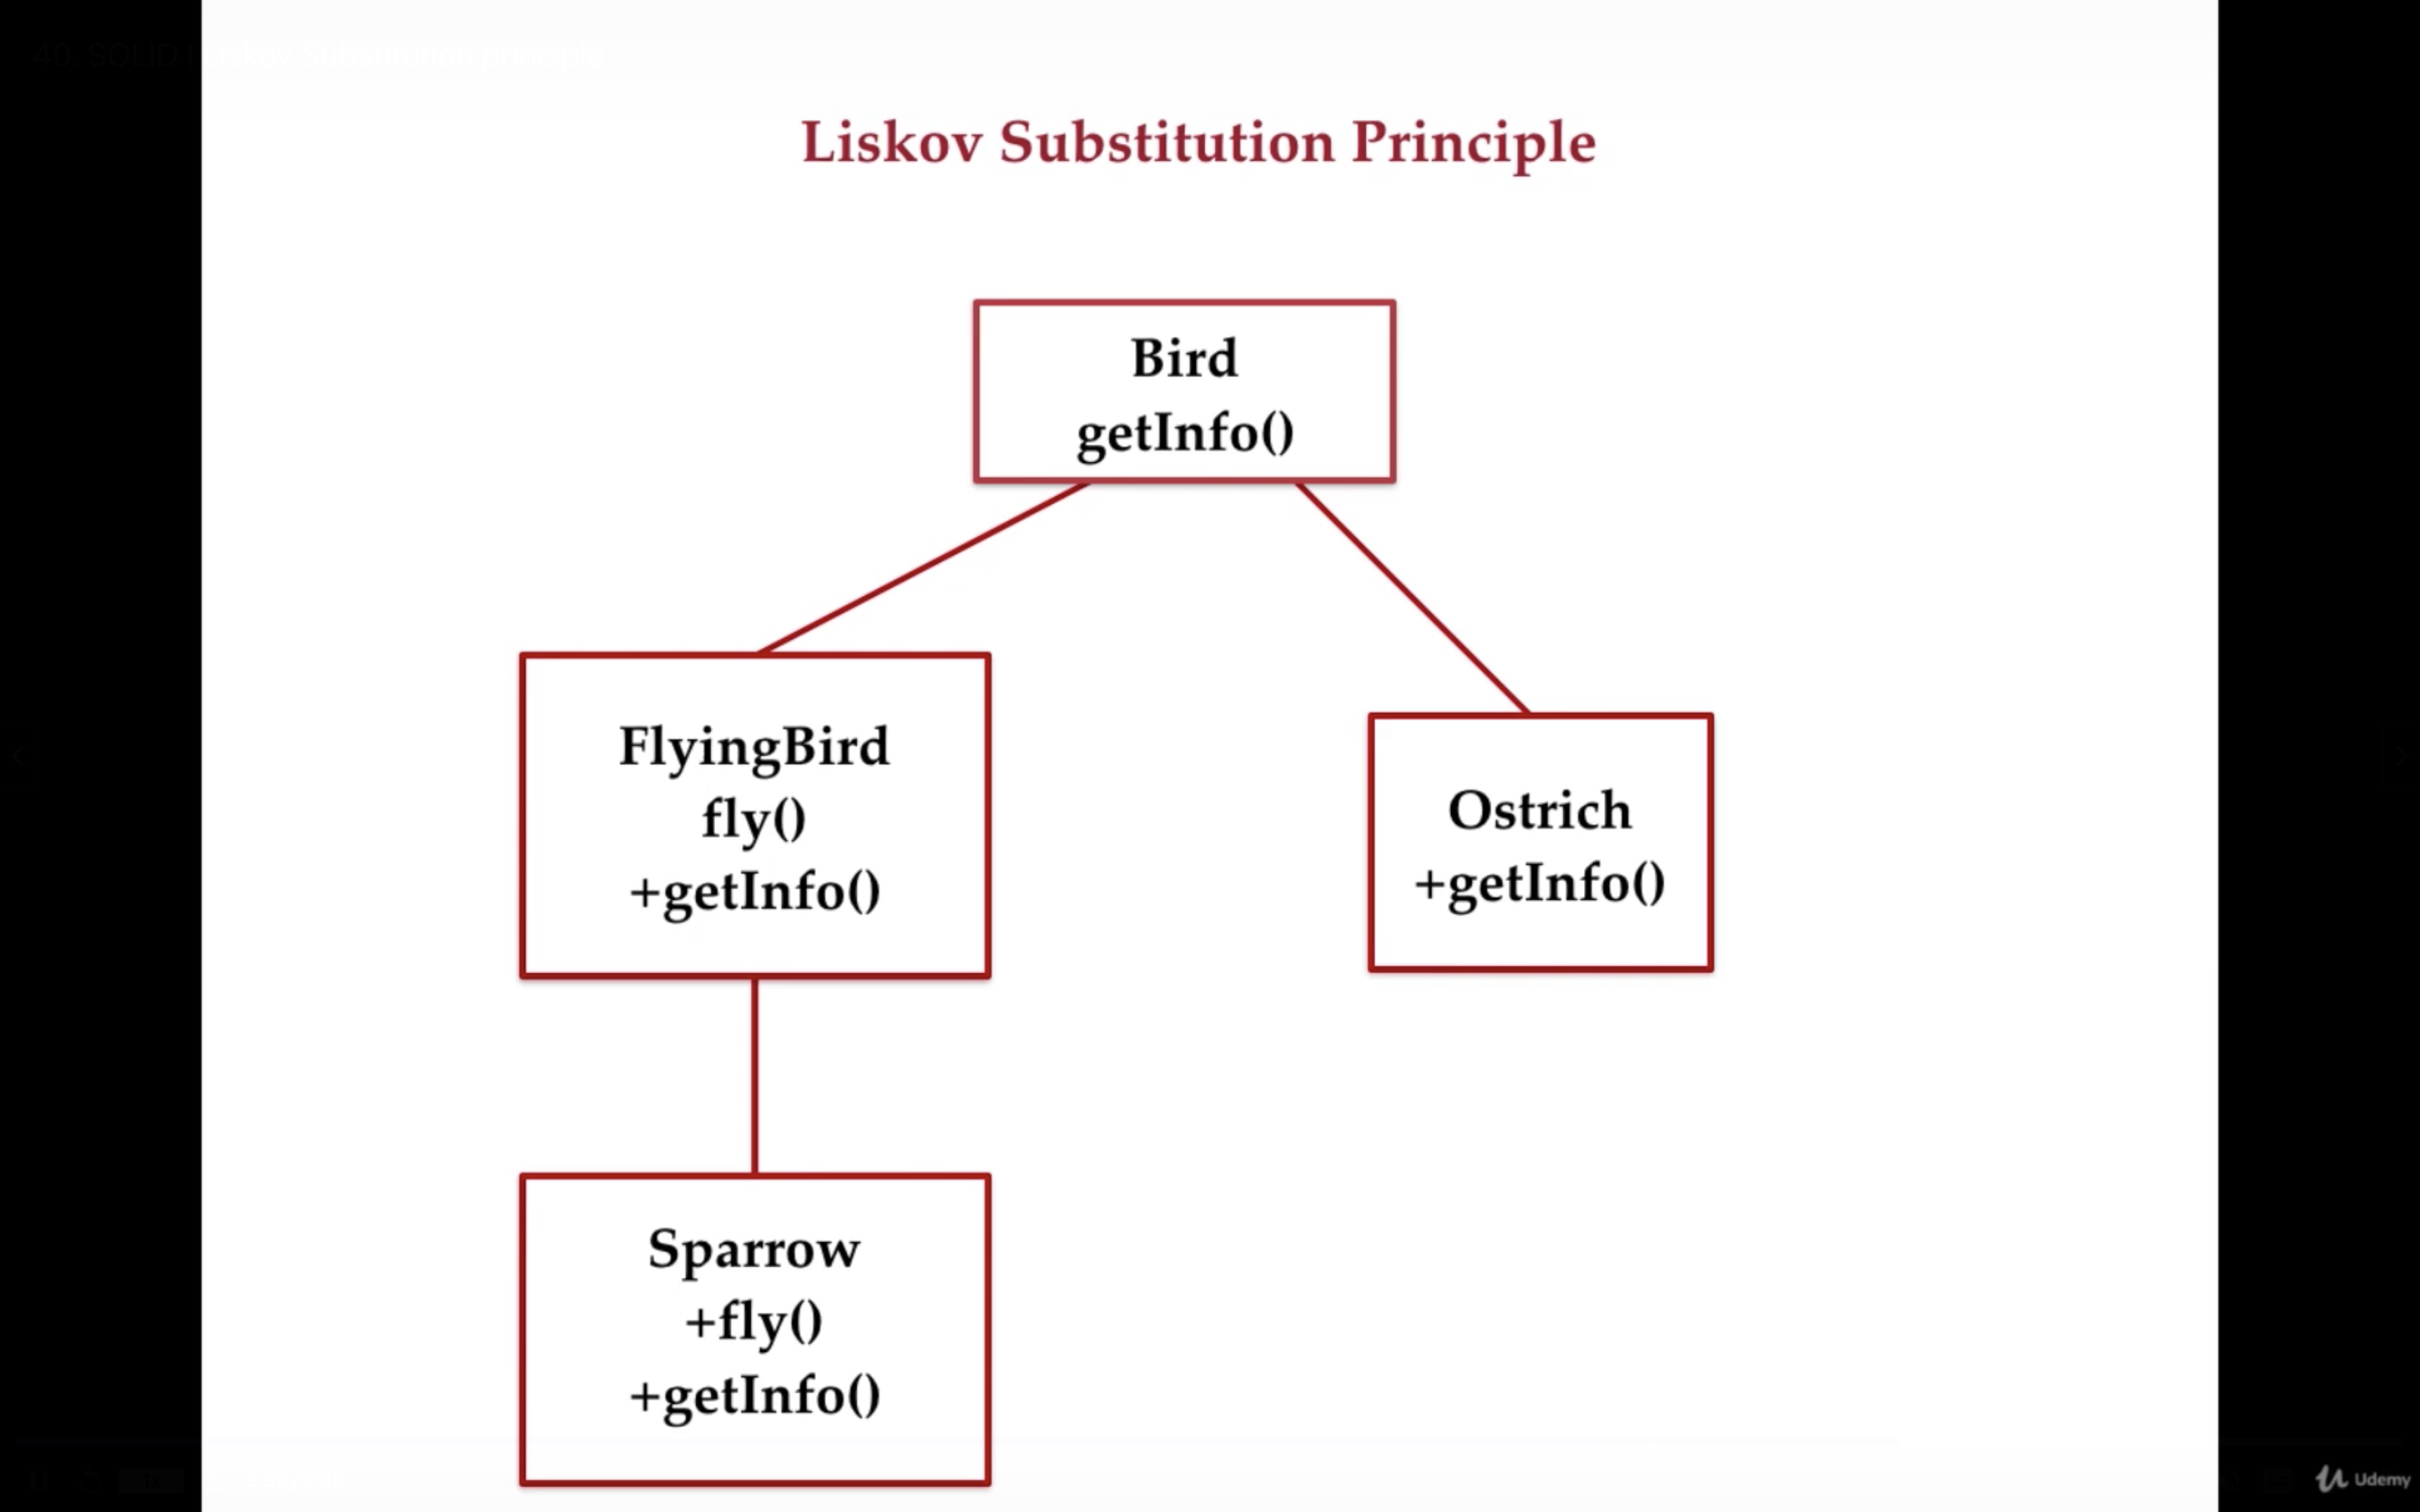 40. SOLID | Liskov Substitution principle
Liskov Substitution Principle
Bird
getInfo()
FlyingBird
fly()
+getInfo()
Ostrich
+getInfo()
Sparrow
+fly()
+getInfo()
Udemy